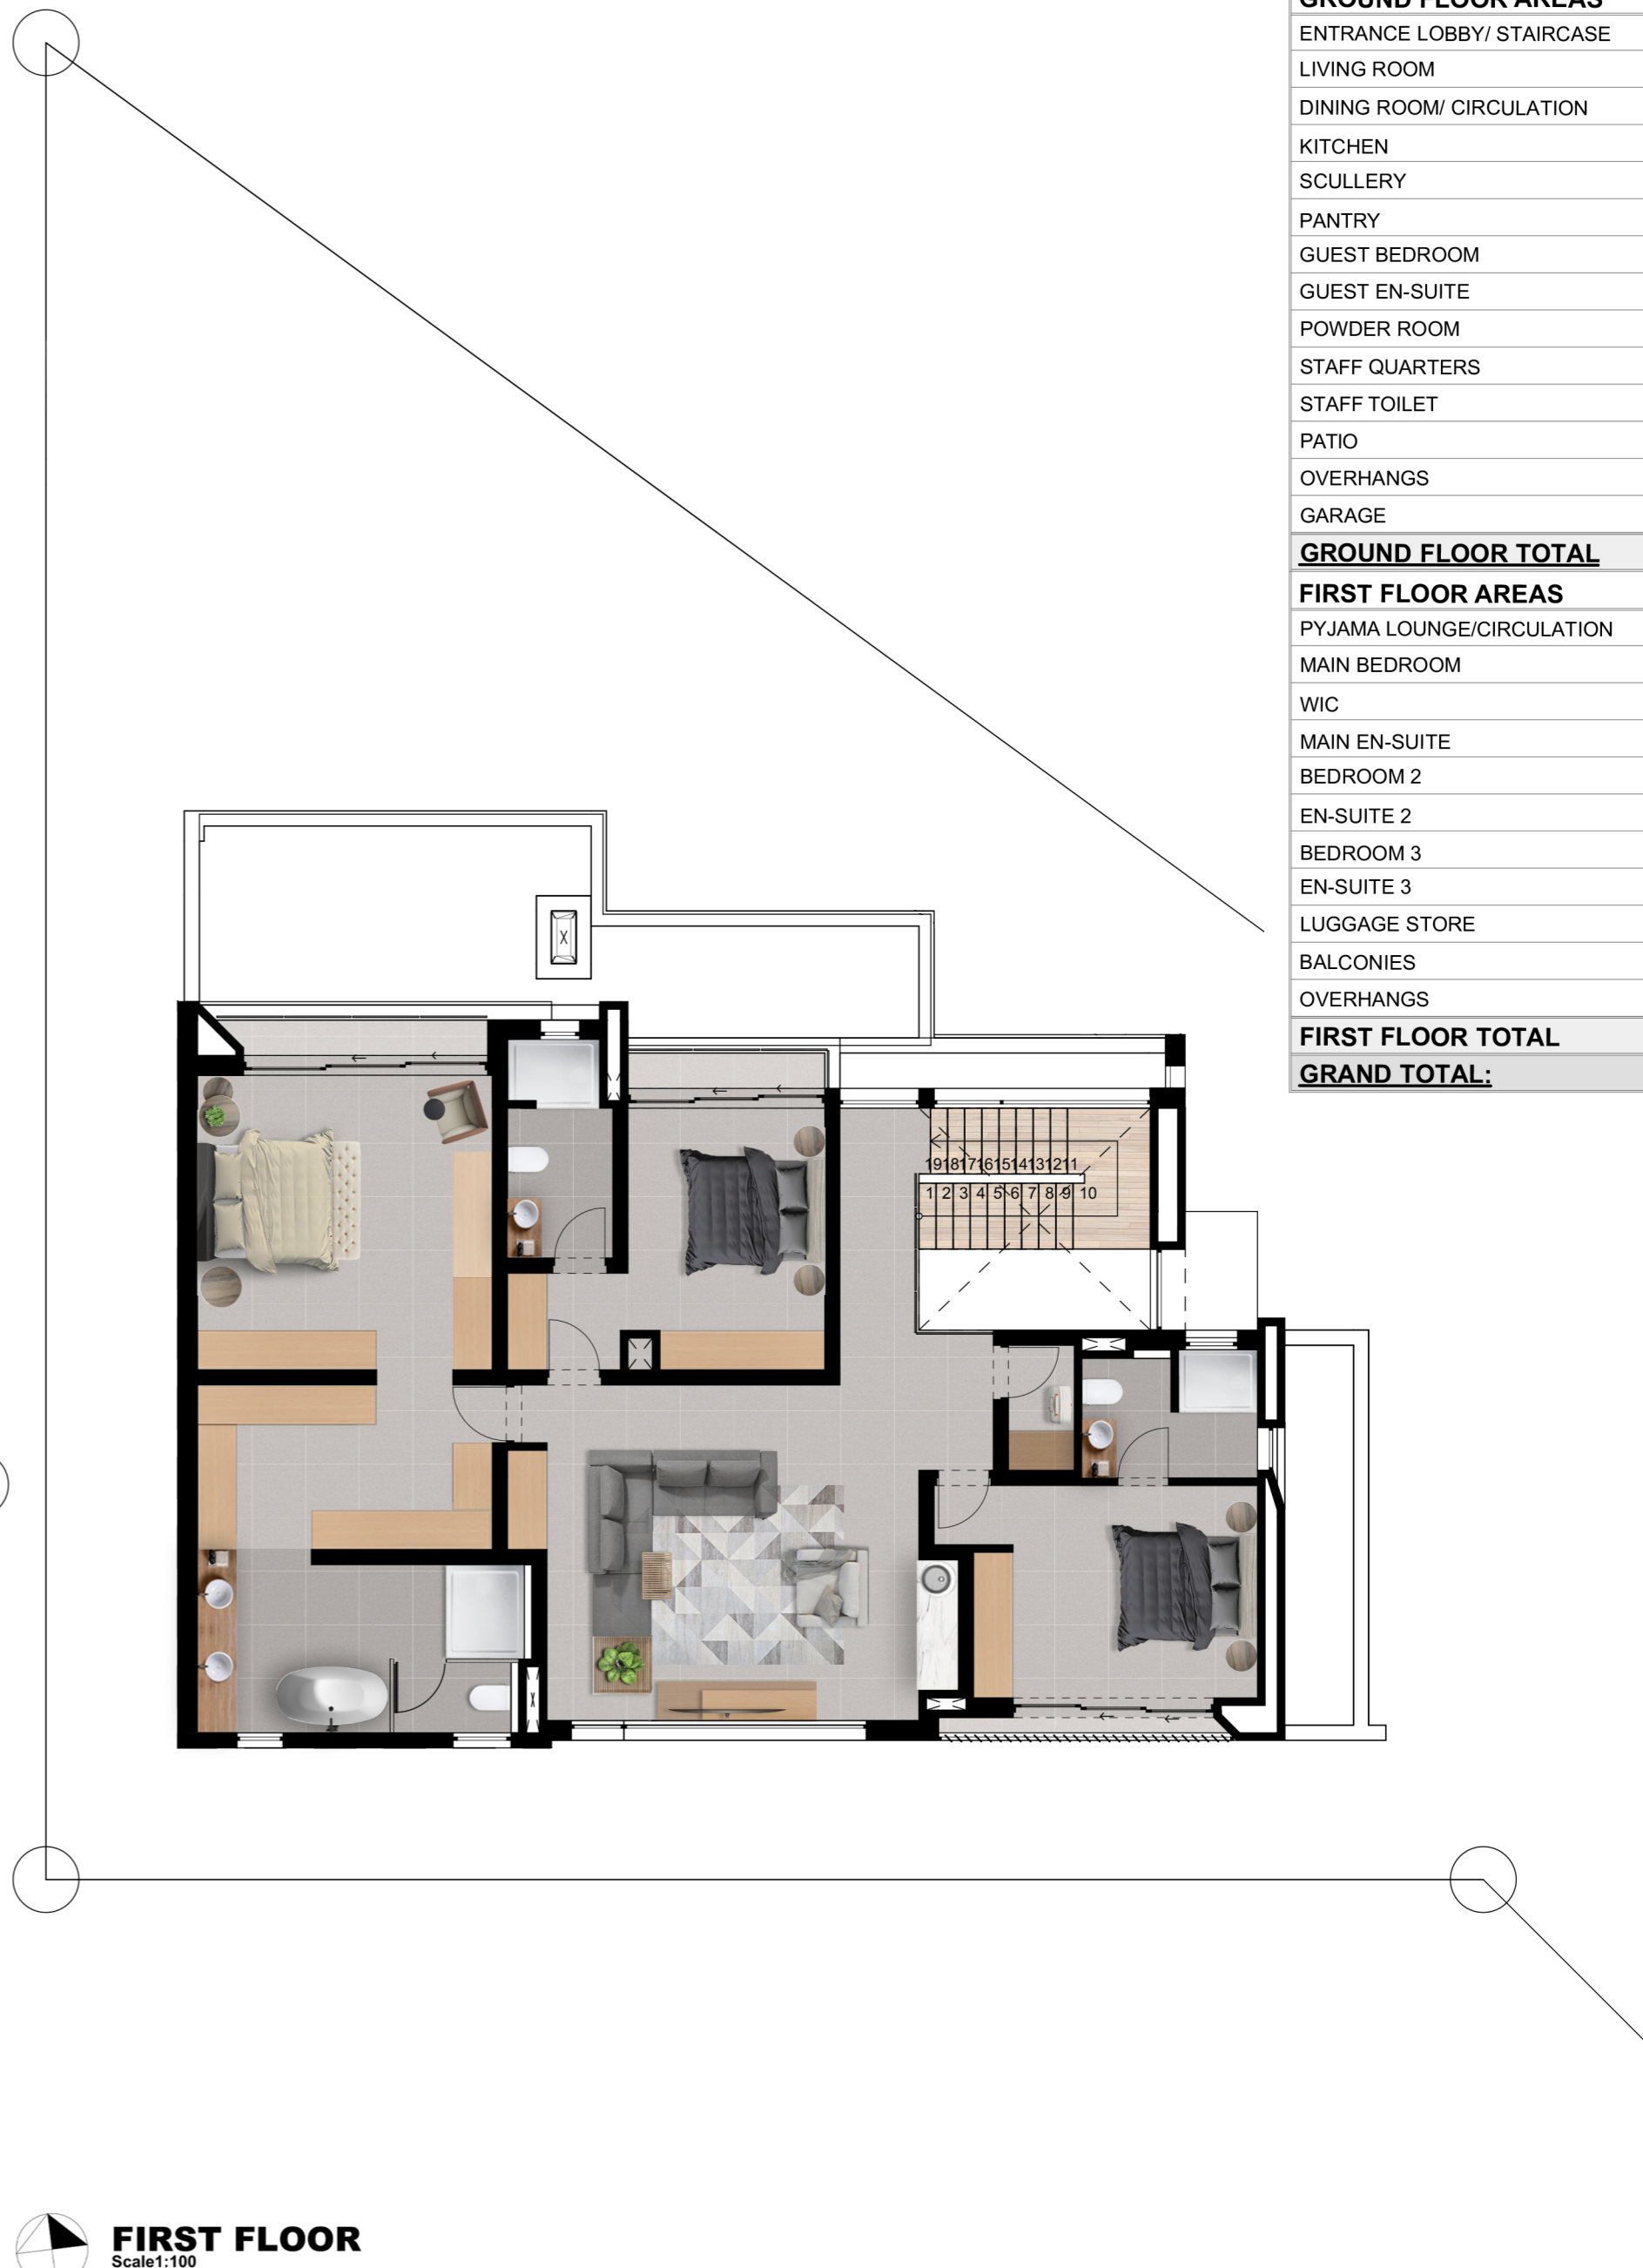 GROUND FLOOR AREAS
ENTRANCE LOBBY/ STAIRCASE
LIVING ROOM
DINING ROOM/ CIRCULATION
KITCHEN
SCULLERY
PANTRY
GUEST BEDROOM
GUEST EN-SUITE
POWDER ROOM
STAFF QUARTERS
STAFF TOILET
PATIO
OVERHANGS
GARAGE
GROUND FLOOR TOTAL
FIRST FLOOR AREAS
PYJAMA LOUNGE/CIRCULATION
MAIN BEDROOM
WIC
MAIN EN-SUITE
BEDROOM 2
EN-SUITE 2
BEDROOM 3
EN-SUITE 3
LUGGAGE STORE
BALCONIES
OVERHANGS
FIRST FLOOR TOTAL
GRAND TOTAL:
19 18 17 16 15 14 13 12 11
1 2 3 4 5 6 7 8 9 10
FIRST FLOOR
Scale1:100